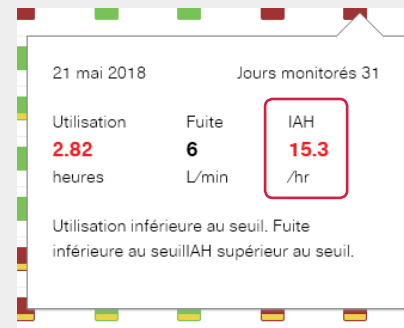 21 mai 2018 Jours monitorés 31
Utilisation Fuite IAH
2.82 6 15.3
heures L/min /hr
Utilisation inférieure au seuil. Fuite
inférieure au seuilIAH supérieur au seuil.